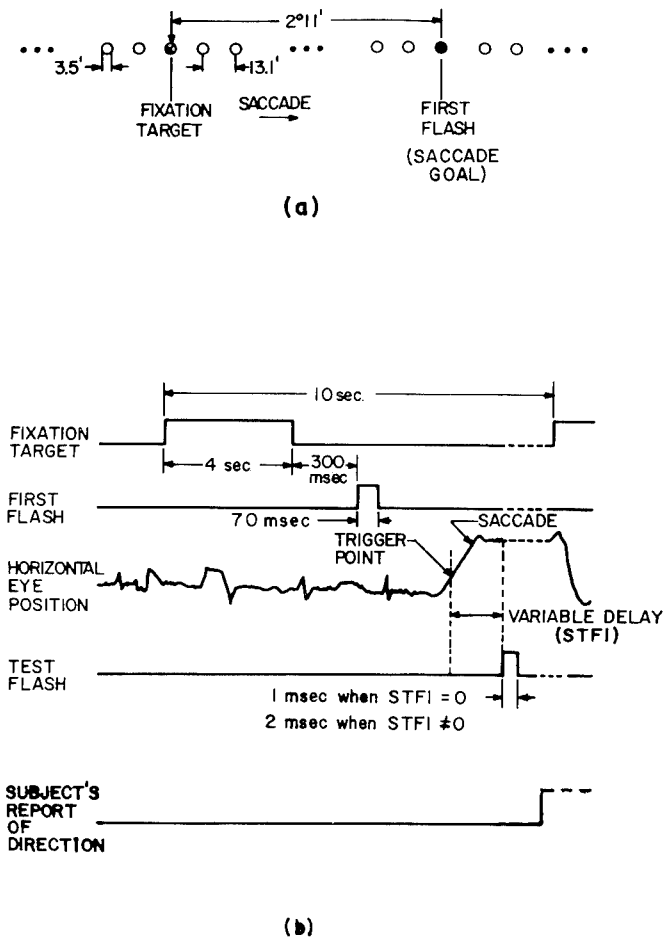 2°11'
3.5'
13.1'
FIXATION
TARGET
SACCADE
FIRST
FLASH
(SACCADE
GOAL)
(a)
10 sec.
FIXATION
TARGET
4 sec
300
msec
FIRST
FLASH
70 msec
SACCADE
TRIGGER
POINT
HORIZONTAL
EYE
POSITION
VARIABLE DELAY
(STFI)
TEST
FLASH
1 msec when STFI = 0
2 msec when STFI ≠ 0
SUBJECT'S
REPORT
OF
DIRECTION
(b)